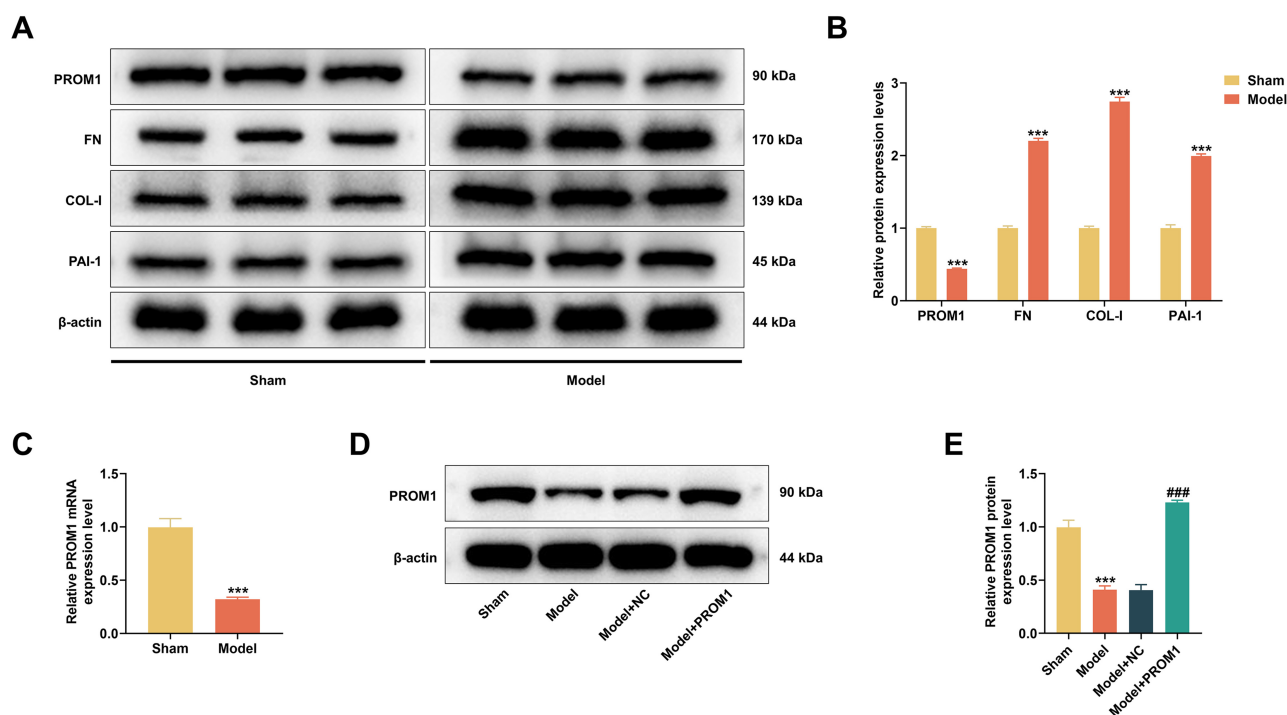 A
PROM1
90 kDa
FN
170 kDa
COL-I
139 kDa
PAI-1
45 kDa
β-actin
44 kDa
Sham
Model
B
Relative protein expression levels
3
2
1
0
***
***
***
***
PROM1
FN
COL-I
PAI-1
Sham
Model
C
Relative PROM1 mRNA
expression level
1.5
1.0
0.5
0.0
***
Sham
Model
D
PROM1
90 kDa
β-actin
44 kDa
Sham
Model
Model+NC
Model+PROM1
E
Relative PROM1 protein
expression level
1.5
1.0
0.5
0.0
***
###
Sham
Model
Model+NC
Model+PROM1